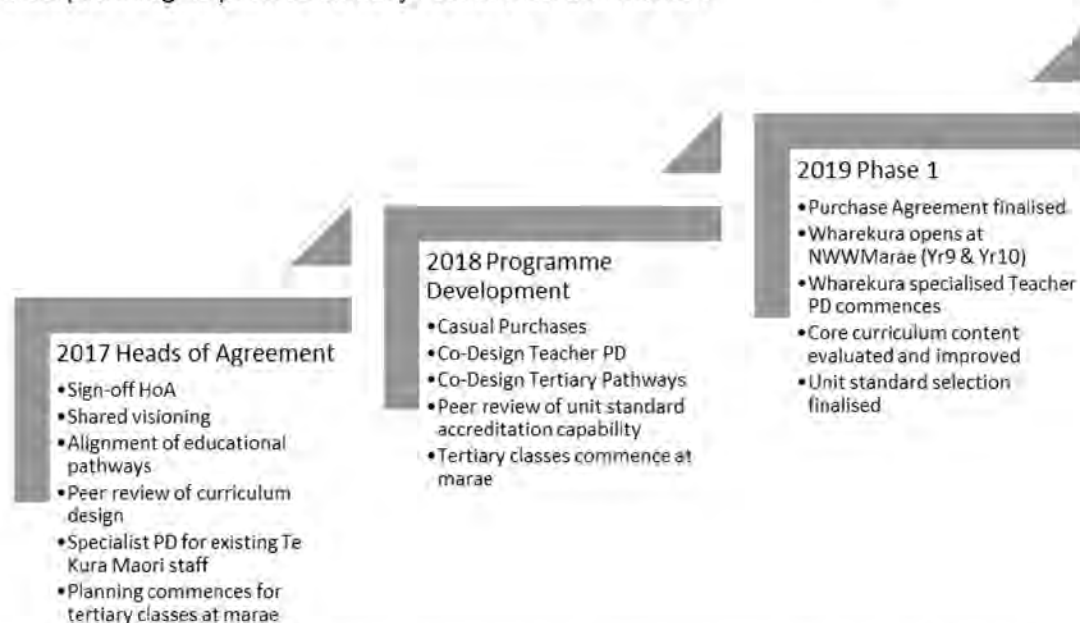 2017 Heads of Agreement
•Sign-off HoA
•Shared visioning
•Alignment of educational
pathways
•Peer review of curriculum
design
•Specialist PD for existing Te
Kura Maori staff
•Planning commences for
tertiary classes at marae
2018 Programme
Development
•Casual Purchases
•Co-Design Teacher PD
•Co-Design Tertiary Pathways
•Peer review of unit standard
accreditation capability
•Tertiary classes commence at
marae
2019 Phase 1
•Purchase Agreement finalised
•Wharekura opens at
NWWMarae (Yr9 & Yr10)
•Wharekura specialised Teacher
PD commences
•Core curriculum content
evaluated and improved
•Unit standard selection
finalised